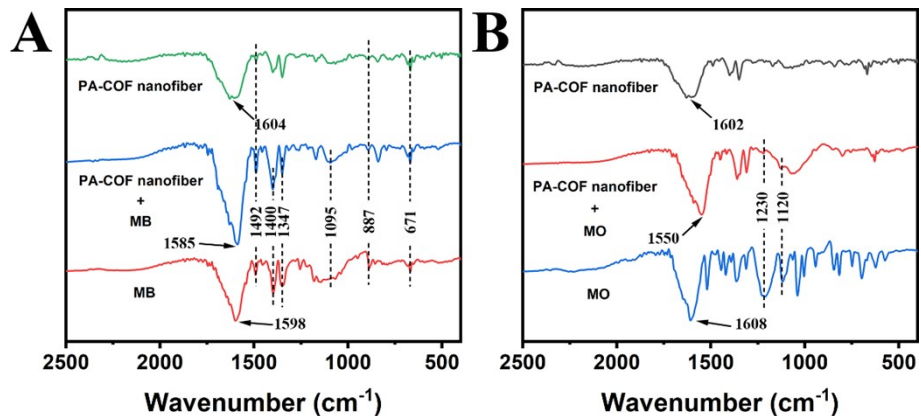 A
PA-COF nanofiber
1604
PA-COF nanofiber
+
MB
1585
1492
1400
1347
1095
887
671
MB
1598
2500 2000 1500 1000 500
Wavenumber (cm⁻¹)
B
PA-COF nanofiber
1602
PA-COF nanofiber
+
MO
1550
1230
1120
MO
1608
2500 2000 1500 1000 500
Wavenumber (cm⁻¹)